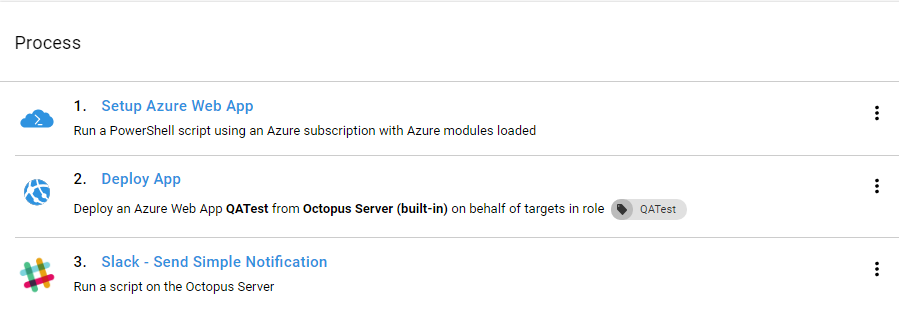 Process
1. Setup Azure Web App
Run a PowerShell script using an Azure subscription with Azure modules loaded
2. Deploy App
Deploy an Azure Web App QATest from Octopus Server (built-in) on behalf of targets in role QATest
3. Slack - Send Simple Notification
Run a script on the Octopus Server